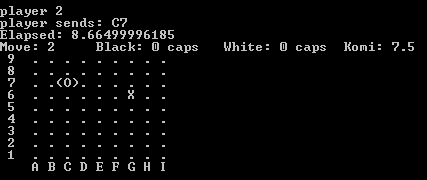 player 2
player sends: C7
Elapsed: 8.66499996185
Move: 2     Black: 0 caps   White: 0 caps  Komi: 7.5
 9  . . . . . . . . .
 8  . . . . . . . . .
 7  . .(O). . . . . .
 6  . . . . . . X . .
 5  . . . . . . . . .
 4  . . . . . . . . .
 3  . . . . . . . . .
 2  . . . . . . . . .
 1  . . . . . . . . .
    A B C D E F G H I